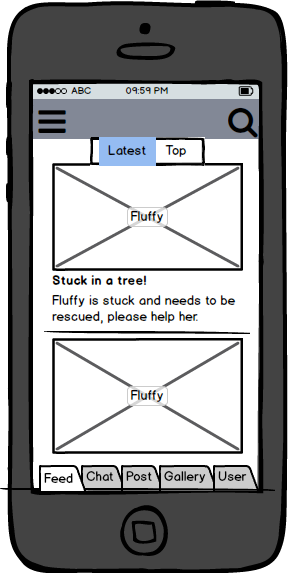 ABC 09:59 PM
Latest Top
Fluffy
Stuck in a tree!
Fluffy is stuck and needs to be
rescued, please help her.
Fluffy
Feed Chat Post Gallery User